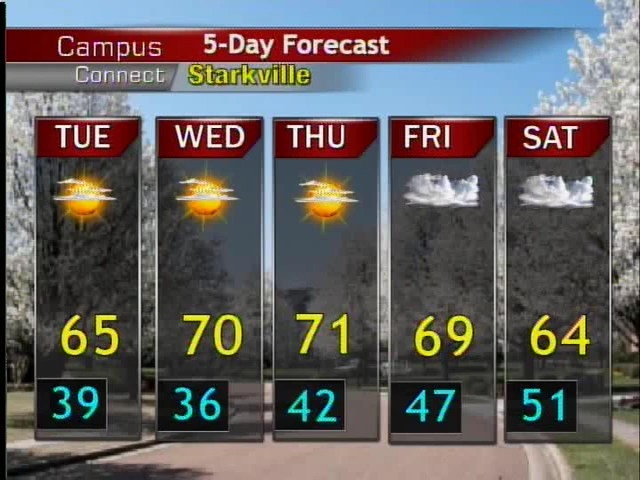 Campus
Connect
5-Day Forecast
Starkville
TUE WED THU FRI SAT
65 70 71 69 64
39 36 42 47 51